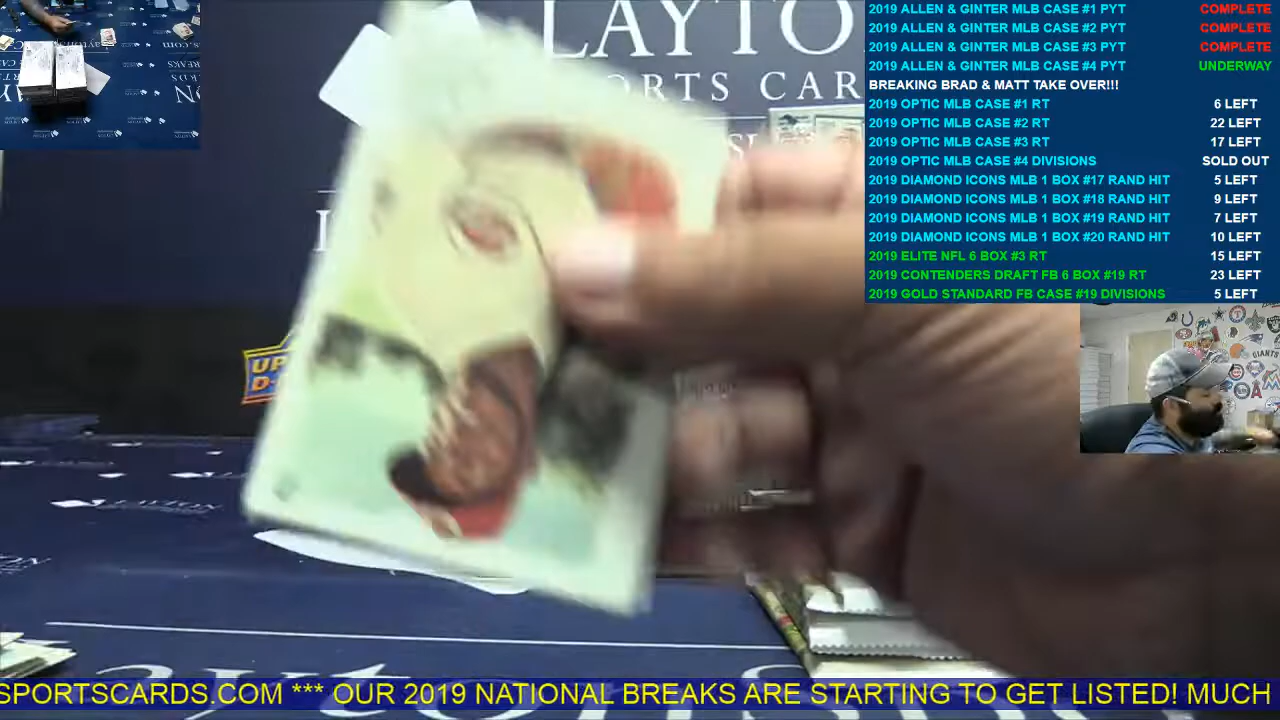 LAYTO
ORTS CAR
2019 ALLEN & GINTER MLB CASE #1 PYT COMPLETE
2019 ALLEN & GINTER MLB CASE #2 PYT COMPLETE
2019 ALLEN & GINTER MLB CASE #3 PYT COMPLETE
2019 ALLEN & GINTER MLB CASE #4 PYT UNDERWAY
BREAKING BRAD & MATT TAKE OVER!!!
2019 OPTIC MLB CASE #1 RT 6 LEFT
2019 OPTIC MLB CASE #2 RT 22 LEFT
2019 OPTIC MLB CASE #3 RT 17 LEFT
2019 OPTIC MLB CASE #4 DIVISIONS SOLD OUT
2019 DIAMOND ICONS MLB 1 BOX #17 RAND HIT 5 LEFT
2019 DIAMOND ICONS MLB 1 BOX #18 RAND HIT 9 LEFT
2019 DIAMOND ICONS MLB 1 BOX #19 RAND HIT 7 LEFT
2019 DIAMOND ICONS MLB 1 BOX #20 RAND HIT 10 LEFT
2019 ELITE NFL 6 BOX #3 RT 15 LEFT
2019 CONTENDERS DRAFT FB 6 BOX #19 RT 23 LEFT
2019 GOLD STANDARD FB CASE #19 DIVISIONS 5 LEFT
UP
D-
GIANTS
SPORTSCARDS.COM *** OUR 2019 NATIONAL BREAKS ARE STARTING TO GET LISTED! MUCH